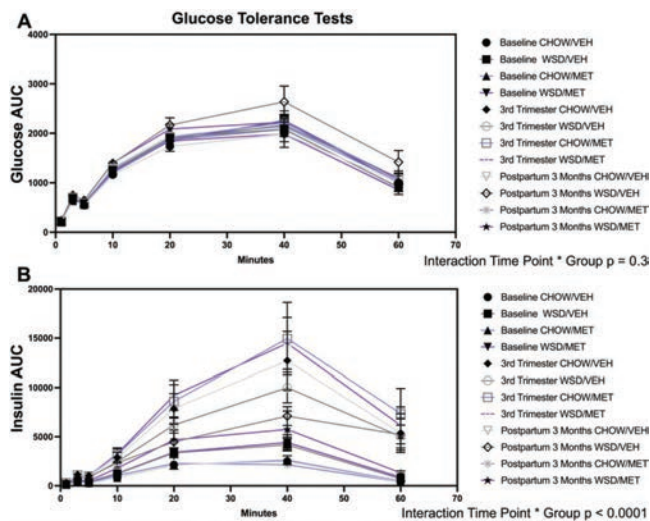 Glucose Tolerance Tests
A
Glucose AUC
4000
3000
2000
1000
0
0 10 20 30 40 50 60 70
Minutes
Baseline CHOW/VEH
Baseline WSD/VEH
Baseline CHOW/MET
Baseline WSD/MET
3rd Trimester CHOW/VEH
3rd Trimester WSD/VEH
3rd Trimester CHOW/MET
3rd Trimester WSD/MET
Postpartum 3 Months CHOW/VEH
Postpartum 3 Months WSD/VEH
Postpartum 3 Months CHOW/MET
Postpartum 3 Months WSD/MET
Interaction Time Point * Group p = 0.3
B
Insulin AUC
20000
15000
10000
5000
0
0 10 20 30 40 50 60 70
Minutes
Baseline CHOW/VEH
Baseline WSD/VEH
Baseline CHOW/MET
Baseline WSD/MET
3rd Trimester CHOW/VEH
3rd Trimester WSD/VEH
3rd Trimester CHOW/MET
3rd Trimester WSD/MET
Postpartum 3 Months CHOW/VEH
Postpartum 3 Months WSD/VEH
Postpartum 3 Months CHOW/MET
Postpartum 3 Months WSD/MET
Interaction Time Point * Group p < 0.0001